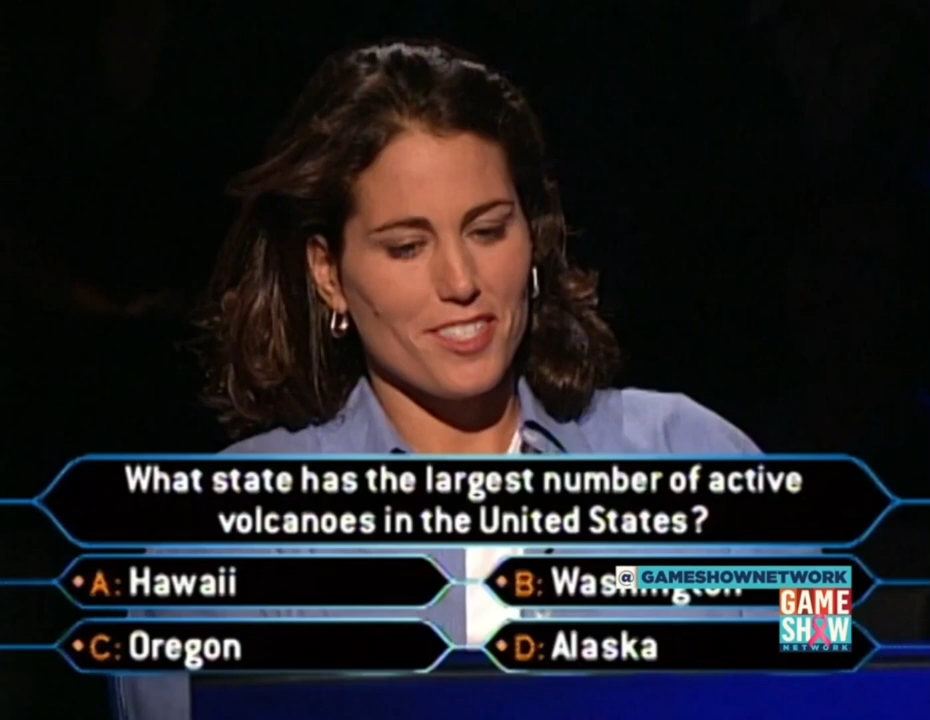 What state has the largest number of active
volcanoes in the United States?
A: Hawaii
B: Washington
@ GAMESHOWNETWORK
C: Oregon
D: Alaska
GAME
SHOW
NETWORK